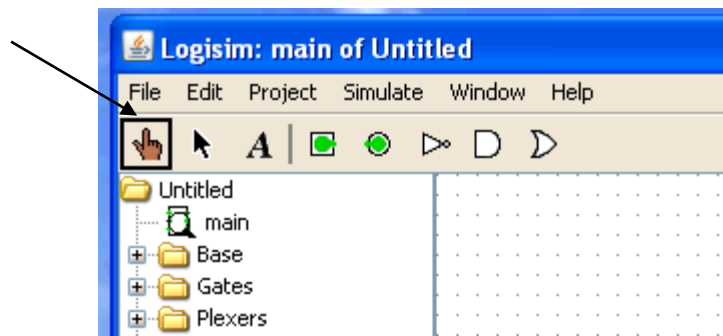 Logisim: main of Untitled
File Edit Project Simulate Window Help
A
Untitled
main
Base
Gates
Plexers